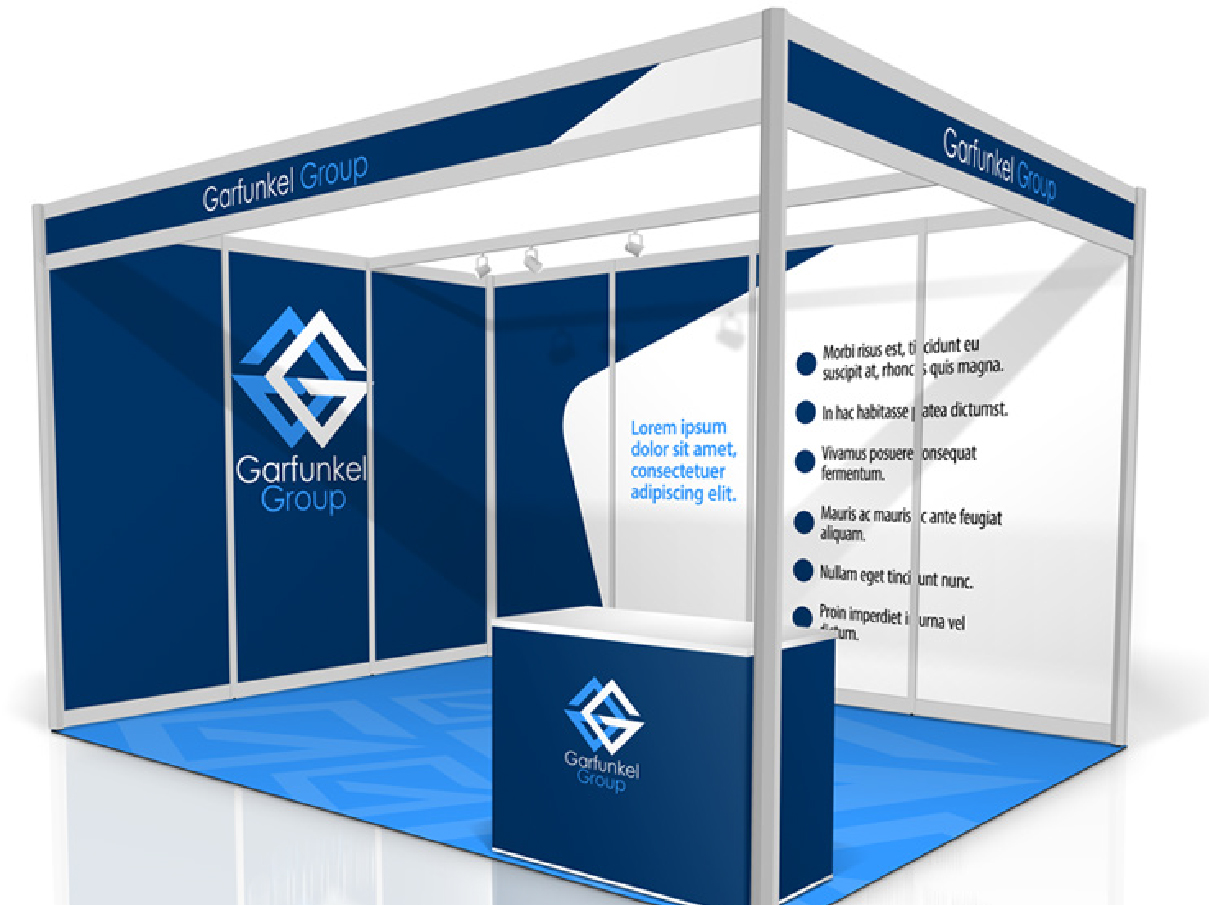 Garfunkel Group
Garfunkel Group
Garfunkel
Group
Lorem ipsum
dolor sit amet,
consectetuer
adipiscing elit.
Morbi risus est, tincidunt eu
suscipit at, rhoncus quis magna.
In hac habitasse platea dictumst.
Vivamus posuere consequat
fermentum.
Mauris ac mauris ac ante feugiat
aliquam.
Nullam eget tincidunt nunc.
Proin imperdiet in urna vel
dictum.
Garfunkel
Group